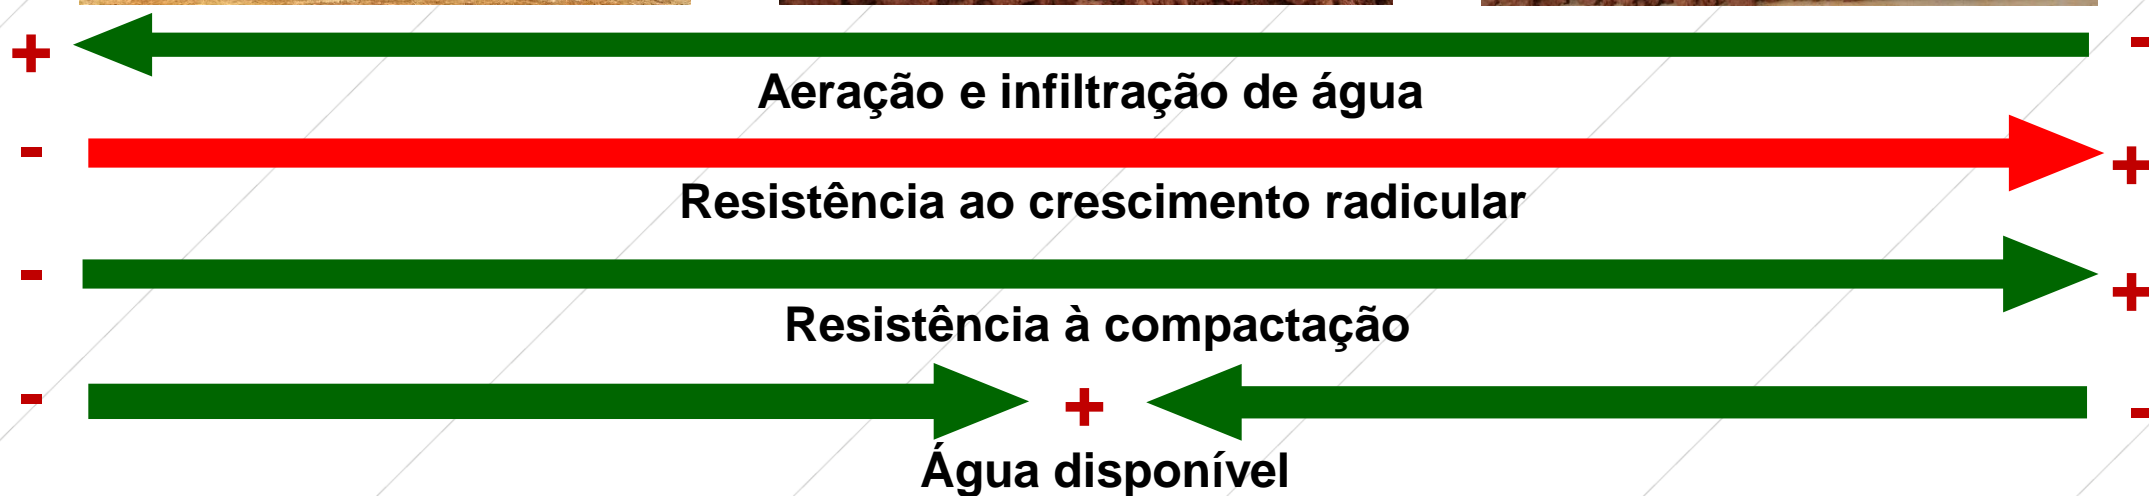 + -
Aeração e infiltração de água
- +
Resistência ao crescimento radicular
- +
Resistência à compactação
- + -
Água disponível